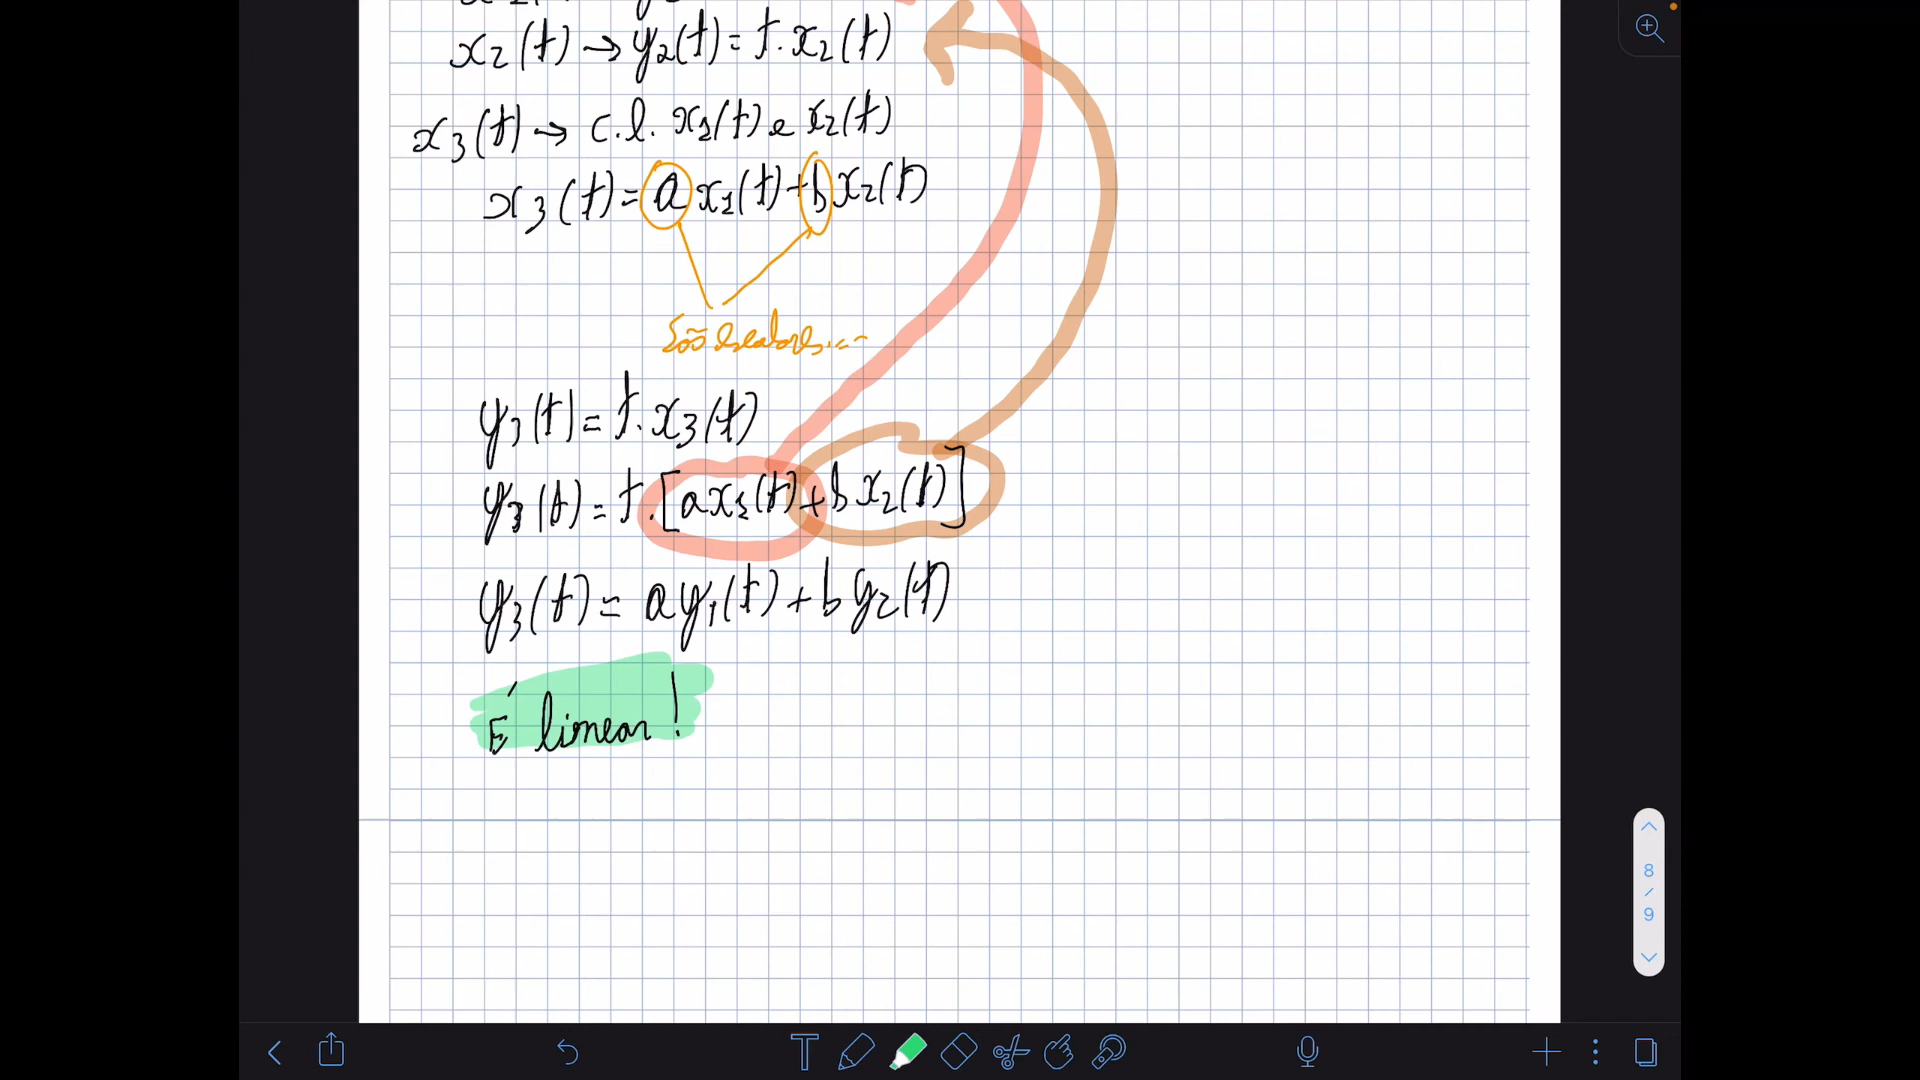 x₂(t) → y₂(t) = t. x₂(t)
x₃(t) → c.l. x₁(t) e x₂(t)
x₃(t) = a x₁(t) + b x₂(t)
São escalares...
y₃(t) = t. x₃(t)
y₃(t) = t. [a x₁(t) + b x₂(t)]
y₃(t) = a y₁(t) + b y₂(t)
É linear!
8
/
9
T